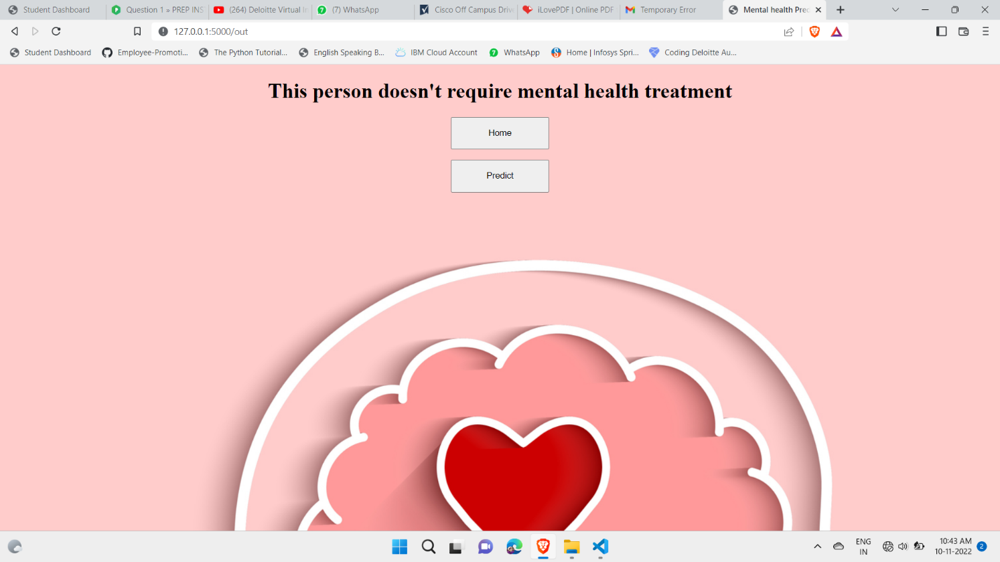 Student Dashboard
Question 1 » PREP INS
(264) Deloitte Virtual In
(7) WhatsApp
Cisco Off Campus Drive
iLovePDF | Online PDF
Temporary Error
Mental health Prec
127.0.0.1:5000/out
Student Dashboard
Employee-Promoti...
The Python Tutorial...
English Speaking B...
IBM Cloud Account
WhatsApp
Home | Infosys Spri...
Coding Deloitte Au...
This person doesn't require mental health treatment
Home
Predict
ENG
IN
10:43 AM
10-11-2022
2